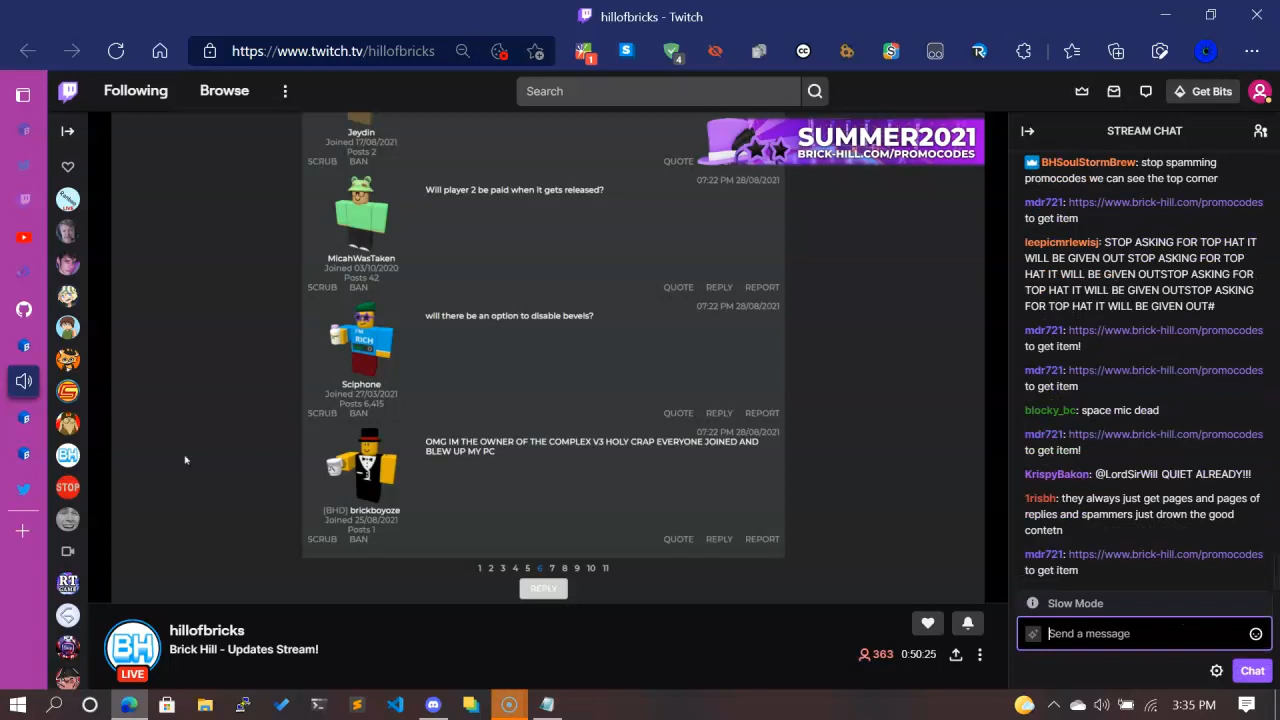 hillofbricks - Twitch
https://www.twitch.tv/hillofbricks
1
4
Following
Browse
Search
Get Bits
SUMMER2021
BRICK-HILL.COM/PROMOCODES
Jeydin
Joined 17/08/2021
Posts 2
SCRUB BAN
QUOTE
07:22 PM 28/08/2021
Will player 2 be paid when it gets released?
MicahWasTaken
Joined 03/10/2020
Posts 42
SCRUB BAN
QUOTE REPLY REPORT
07:22 PM 28/08/2021
will there be an option to disable bevels?
I'M
RICH
Sciphone
Joined 27/03/2021
Posts 6,415
SCRUB BAN
QUOTE REPLY REPORT
07:22 PM 28/08/2021
OMG IM THE OWNER OF THE COMPLEX V3 HOLY CRAP EVERYONE JOINED AND
BLEW UP MY PC
[BHD] brickboyoze
Joined 25/08/2021
Posts 1
SCRUB BAN
QUOTE REPLY REPORT
1 2 3 4 5 6 7 8 9 10 11
REPLY
BH
LIVE
hillofbricks
Brick Hill - Updates Stream!
363 0:50:25
STREAM CHAT
BHSoulStormBrew: stop spamming
promocodes we can see the top corner
mdr721: https://www.brick-hill.com/promocodes
to get item
leepicmrlewisj: STOP ASKING FOR TOP HAT IT
WILL BE GIVEN OUT STOP ASKING FOR TOP
HAT IT WILL BE GIVEN OUTSTOP ASKING FOR
TOP HAT IT WILL BE GIVEN OUTSTOP ASKING
FOR TOP HAT IT WILL BE GIVEN OUT#
mdr721: https://www.brick-hill.com/promocodes
to get item!
mdr721: https://www.brick-hill.com/promocodes
to get item
blocky_bc: space mic dead
mdr721: https://www.brick-hill.com/promocodes
to get item!
KrispyBakon: @LordSirWill QUIET ALREADY!!!
1risbh: they always just get pages and pages of
replies and spammers just drown the good
contetn
mdr721: https://www.brick-hill.com/promocodes
to get item
Slow Mode
Send a message
Chat
BH
STOP
RT
3:35 PM